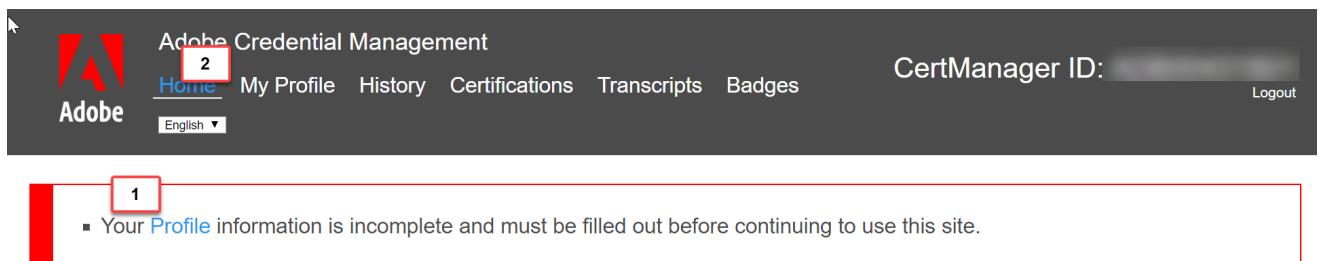 Adobe Credential Management
2
Home My Profile History Certifications Transcripts Badges
CertManager ID:
Logout
Adobe
English
1
Your Profile information is incomplete and must be filled out before continuing to use this site.